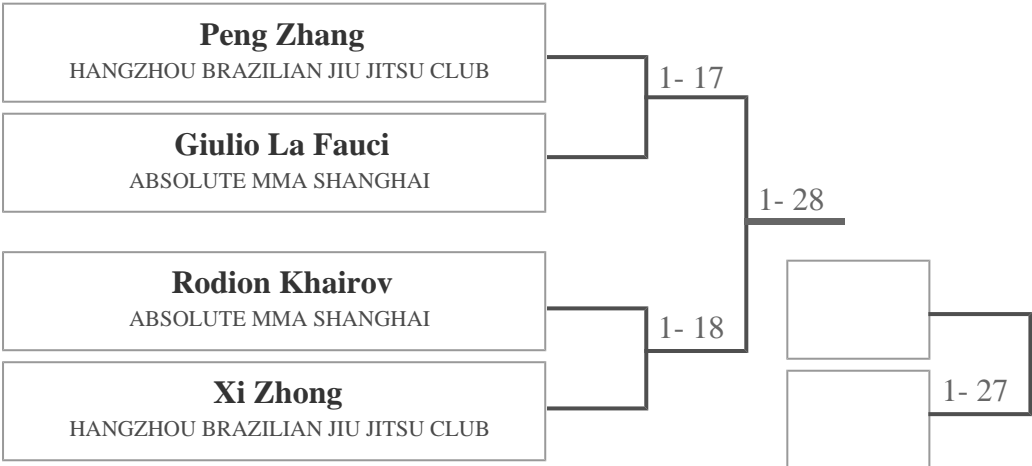 Peng Zhang
HANGZHOU BRAZILIAN JIU JITSU CLUB
1- 17
Giulio La Fauci
ABSOLUTE MMA SHANGHAI
1- 28
Rodion Khairov
ABSOLUTE MMA SHANGHAI
1- 18
Xi Zhong
HANGZHOU BRAZILIAN JIU JITSU CLUB
1- 27